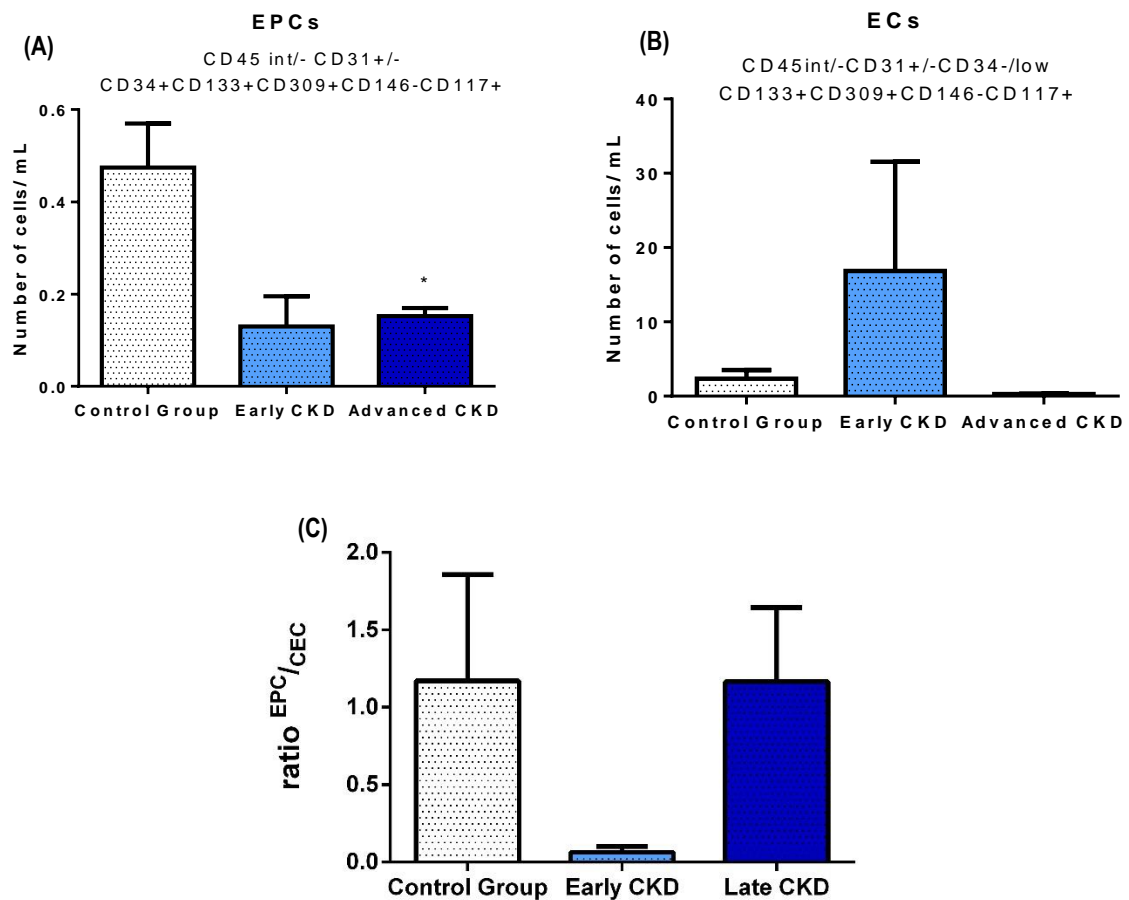 EPCs
(A)
CD45 int/- CD31+/-
CD34+CD133+CD309+CD146-CD117+
Number of cells/mL
0.6
0.4
0.2
0.0
*
Control Group Early CKD Advanced CKD
ECs
(B)
CD45int/-CD31+/-CD34-/low
CD133+CD309+CD146-CD117+
Number of cells/mL
40
30
20
10
0
Control Group Early CKD Advanced CKD
(C)
ratio EPC/CEC
2.0
1.5
1.0
0.5
0.0
Control Group Early CKD Late CKD